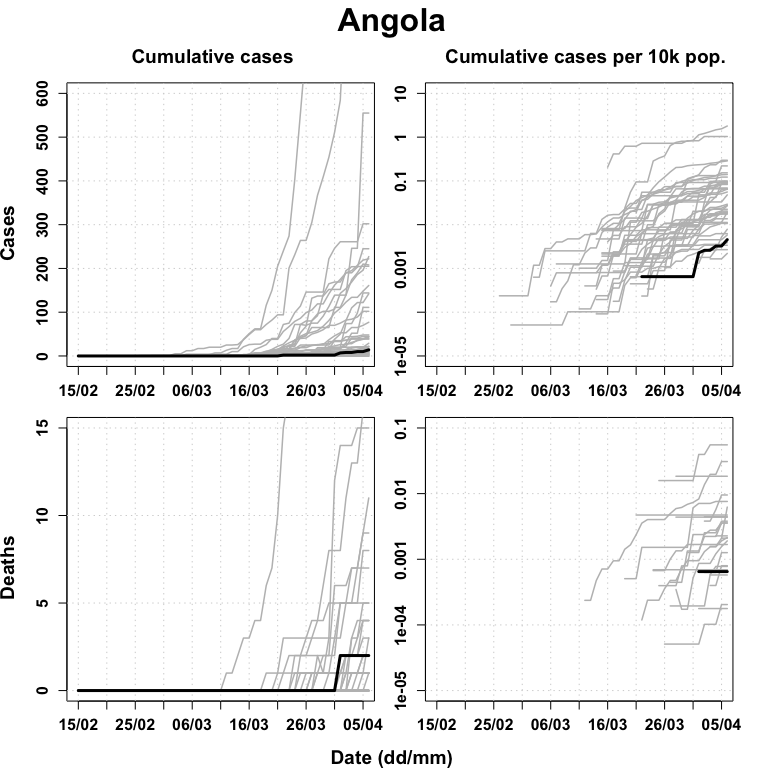 Angola
Cumulative cases
Cumulative cases per 10k pop.
Cases
600
500
400
300
200
100
0
15/02 25/02 06/03 16/03 26/03 05/04
10
1
0.1
0.001
1e-05
15/02 25/02 06/03 16/03 26/03 05/04
Deaths
15
10
5
0
15/02 25/02 06/03 16/03 26/03 05/04
0.1
0.01
0.001
1e-04
1e-05
15/02 25/02 06/03 16/03 26/03 05/04
Date (dd/mm)